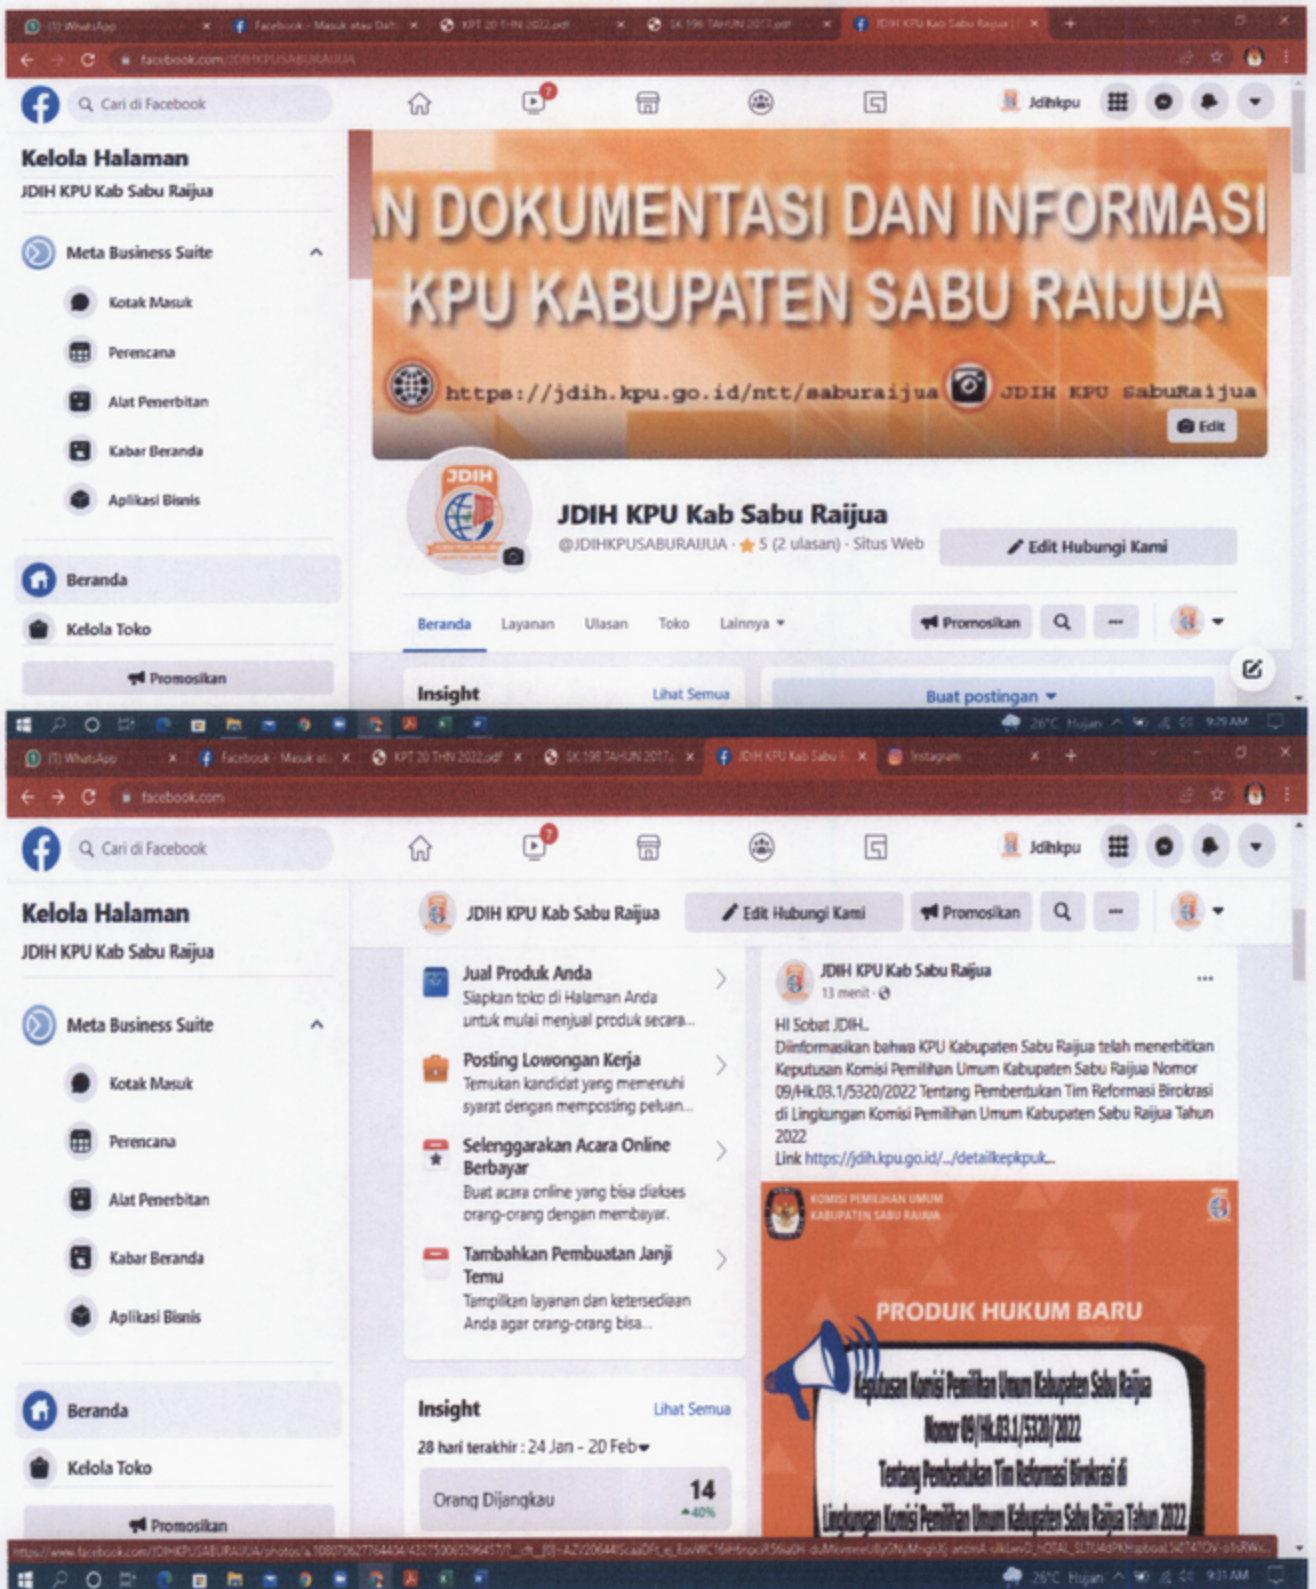 (1) WhatsApp
Facebook - Masuk atau Daft
KPT 20 THN 2022.pdf
SK 198 TAHUN 2017.pdf
JDIH KPU Kab Sabu Raijua |
facebook.com/JDIHKPUSABURAIJUA
Cari di Facebook
7
Jdihkpu
Kelola Halaman
JDIH KPU Kab Sabu Raijua
Meta Business Suite
Kotak Masuk
Perencana
Alat Penerbitan
Kabar Beranda
Aplikasi Bisnis
Beranda
Kelola Toko
Promosikan
AN DOKUMENTASI DAN INFORMASI
KPU KABUPATEN SABU RAIJUA
https://jdih.kpu.go.id/ntt/saburaijua
JDIH KPU SabuRaijua
Edit
JDIH
JDIH KPU Kab Sabu Raijua
@JDIHKPUSABURAIJUA · 5 (2 ulasan) · Situs Web
Edit Hubungi Kami
Beranda
Layanan
Ulasan
Toko
Lainnya
Promosikan
Insight
Lihat Semua
Buat postingan
26°C Hujan
9:29 AM
(1) WhatsApp
Facebook - Masuk at
KPT 20 THN 2022.pdf
SK 198 TAHUN 2017.
JDIH KPU Kab Sabu R
Instagram
facebook.com
Cari di Facebook
7
Jdihkpu
Kelola Halaman
JDIH KPU Kab Sabu Raijua
Meta Business Suite
Kotak Masuk
Perencana
Alat Penerbitan
Kabar Beranda
Aplikasi Bisnis
Beranda
Kelola Toko
Promosikan
JDIH KPU Kab Sabu Raijua
Edit Hubungi Kami
Promosikan
Jual Produk Anda
Siapkan toko di Halaman Anda
untuk mulai menjual produk secara...
Posting Lowongan Kerja
Temukan kandidat yang memenuhi
syarat dengan memposting peluan...
Selenggarakan Acara Online
Berbayar
Buat acara online yang bisa diakses
orang-orang dengan membayar.
Tambahkan Pembuatan Janji
Temu
Tampilkan layanan dan ketersediaan
Anda agar orang-orang bisa...
Insight
Lihat Semua
28 hari terakhir : 24 Jan - 20 Feb
Orang Dijangkau
14
40%
JDIH KPU Kab Sabu Raijua
13 menit ·
HI Sobat JDIH..
Diinformasikan bahwa KPU Kabupaten Sabu Raijua telah menerbitkan
Keputusan Komisi Pemilihan Umum Kabupaten Sabu Raijua Nomor
09/Hk.03.1/5320/2022 Tentang Pembentukan Tim Reformasi Birokrasi
di Lingkungan Komisi Pemilihan Umum Kabupaten Sabu Raijua Tahun
2022
Link https://jdih.kpu.go.id/.../detailkepkpuk...
KOMISI PEMILIHAN UMUM
KABUPATEN SABU RAIJUA
PRODUK HUKUM BARU
Keputusan Komisi Pemilihan Umum Kabupaten Sabu Raijua
Nomor 09/Hk.03.1/5320/2022
Tentang Pembentukan Tim Reformasi Birokrasi di
Lingkungan Komisi Pemilihan Umum Kabupaten Sabu Raijua Tahun 2022
26°C Hujan
9:31 AM